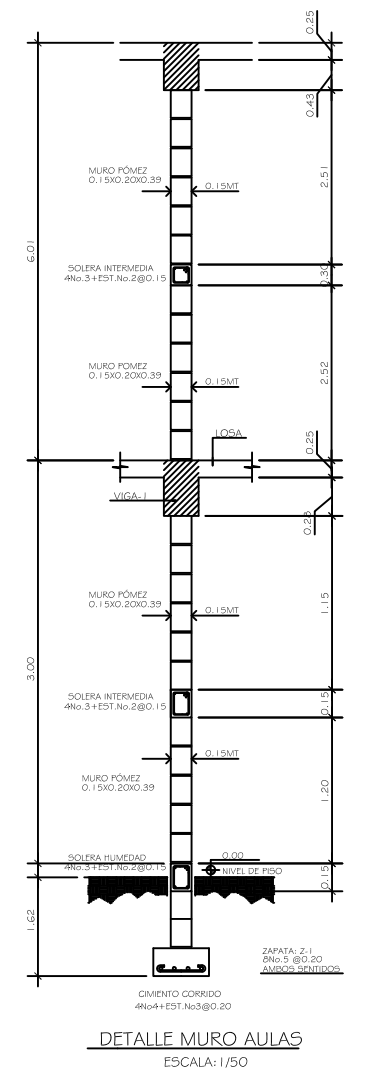 0.25
0.43
MURO PÓMEZ
0.15X0.20X0.39
0.15MT
2.51
6.01
SOLERA INTERMEDIA
4No.3+EST.No.2@0.15
0.30
MURO POMEZ
0.15X0.20X0.39
0.15MT
2.52
LOSA
0.25
VIGA-1
MURO PÓMEZ
0.15X0.20X0.39
0.15MT
1.15
3.00
SOLERA INTERMEDIA
4No.3+EST.No.2@0.15
0.15
0.15MT
MURO PÓMEZ
0.15X0.20X0.39
1.20
SOLERA HUMEDAD
4No.3+EST.No.2@0.15
0.00
NIVEL DE PISO
0.15
1.62
ZAPATA: Z-1
8No.5 @0.20
AMBOS SENTIDOS
CIMIENTO CORRIDO
4No4+EST.No3@0.20
DETALLE MURO AULAS
ESCALA: 1/50